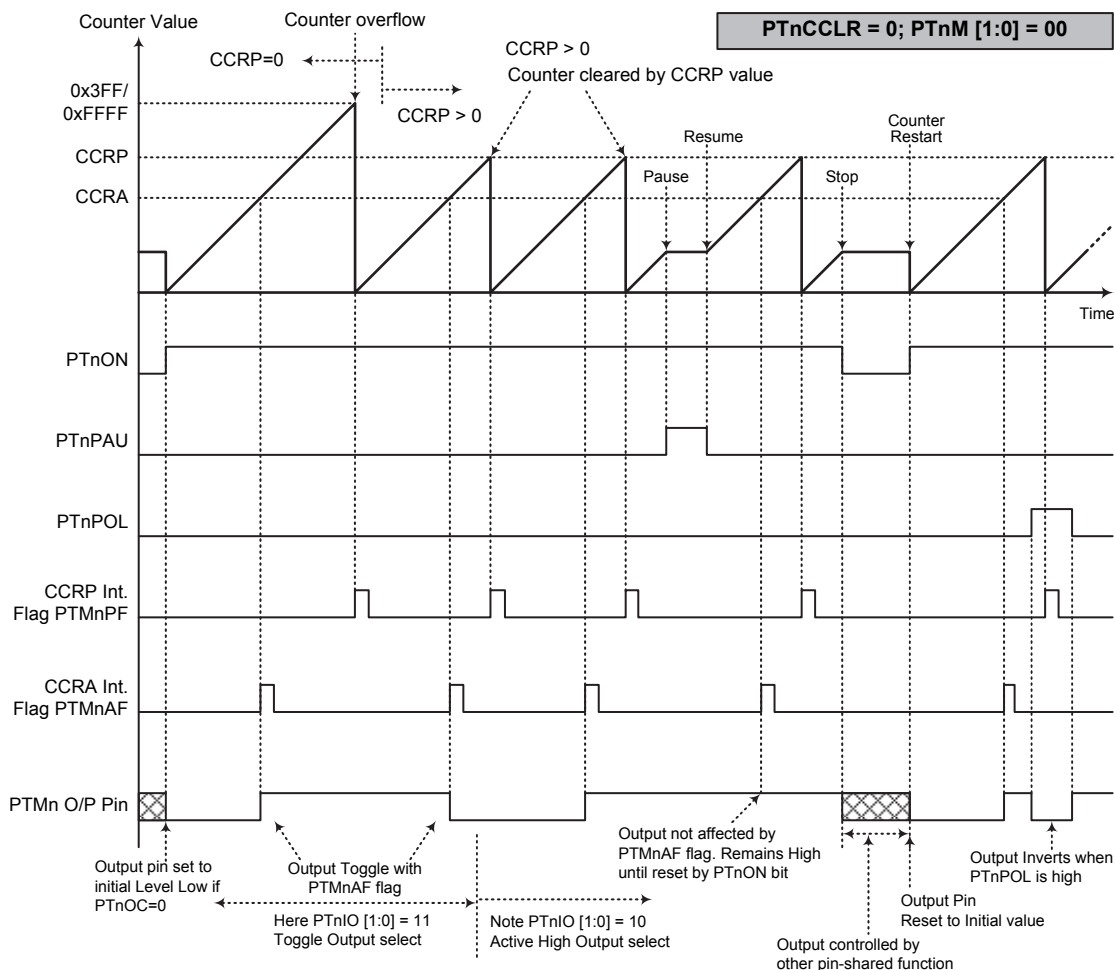 Counter Value
Counter overflow
PTnCCLR = 0; PTnM [1:0] = 00
CCRP=0
CCRP > 0
CCRP > 0
Counter cleared by CCRP value
0x3FF/
0xFFFF
CCRP
CCRA
Pause
Resume
Stop
Counter
Restart
Time
PTnON
PTnPAU
PTnPOL
CCRP Int.
Flag PTMnPF
CCRA Int.
Flag PTMnAF
PTMn O/P Pin
Output pin set to
initial Level Low if
PTnOC=0
Output Toggle with
PTMnAF flag
Here PTnIO [1:0] = 11
Toggle Output select
Note PTnIO [1:0] = 10
Active High Output select
Output not affected by
PTMnAF flag. Remains High
until reset by PTnON bit
Output controlled by
other pin-shared function
Output Pin
Reset to Initial value
Output Inverts when
PTnPOL is high